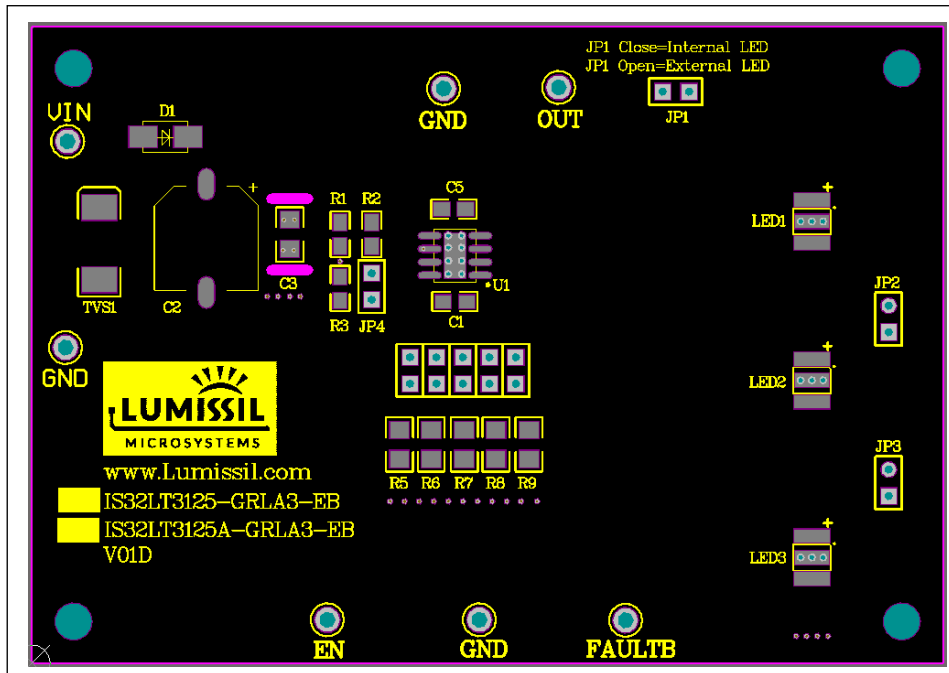 JP1 Close=Internal LED
JP1 Open=External LED
VIN
D1
GND
OUT
JP1
+
R1
R2
C5
+
LED1
TVS1
C2
C3
R3
JP4
C1
U1
JP2
GND
+
LED2
LUMISSIL
MICROSYSTEMS
www.Lumissil.com
IS32LT3125-GRLA3-EB
IS32LT3125A-GRLA3-EB
V01D
R5
R6
R7
R8
R9
JP3
+
LED3
EN
GND
FAULTB